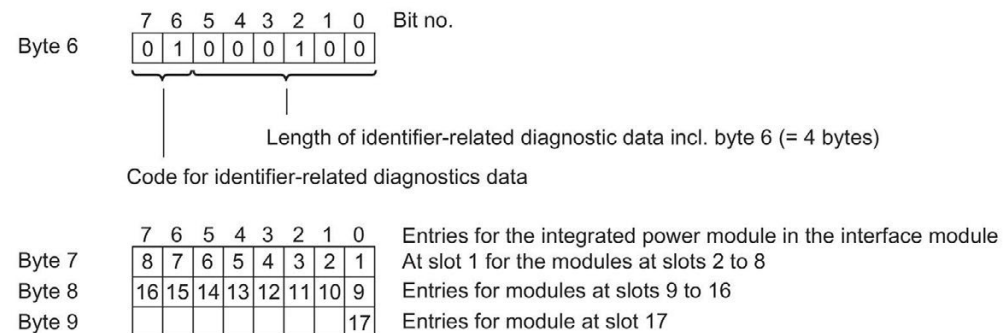 7 6 5 4 3 2 1 0 Bit no.
Byte 6 0 1 0 0 0 1 0 0
Length of identifier-related diagnostic data incl. byte 6 (= 4 bytes)
Code for identifier-related diagnostics data
7 6 5 4 3 2 1 0 Entries for the integrated power module in the interface module
Byte 7 8 7 6 5 4 3 2 1 At slot 1 for the modules at slots 2 to 8
Byte 8 16 15 14 13 12 11 10 9 Entries for modules at slots 9 to 16
Byte 9 17 Entries for module at slot 17